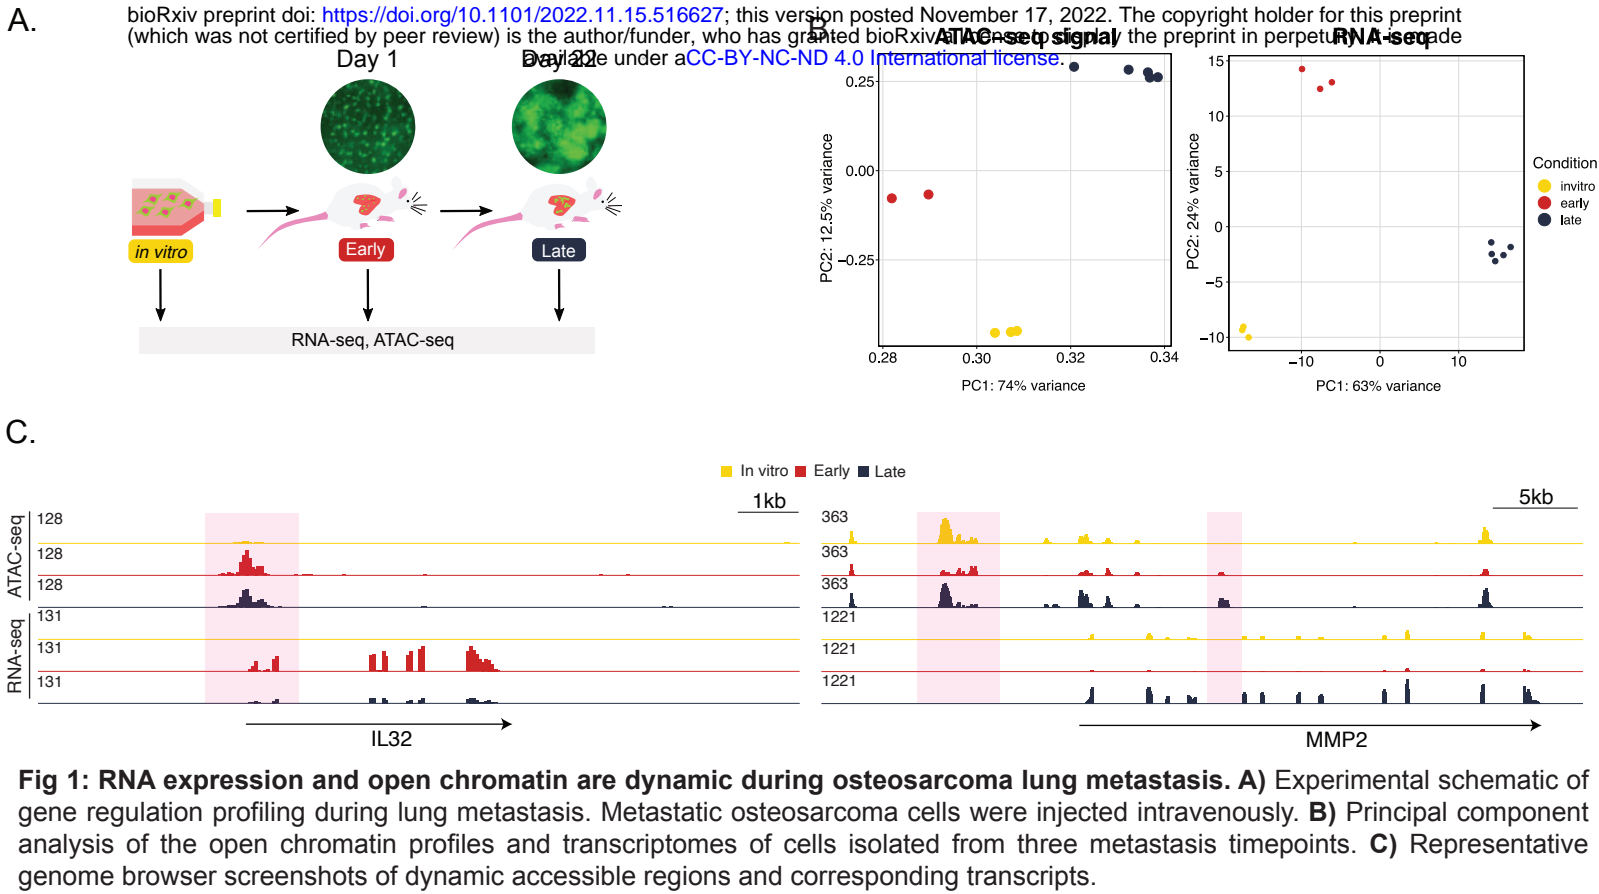 A.
bioRxiv preprint doi: https://doi.org/10.1101/2022.11.15.516627; this version posted November 17, 2022. The copyright holder for this preprint
(which was not certified by peer review) is the author/funder, who has granted bioRxiv a license to display the preprint in perpetuity. It is made
available under aCC-BY-NC-ND 4.0 International license.
Day 1
Day 22
in vitro
Early
Late
RNA-seq, ATAC-seq
B.
ATAC-seq signal
PC2: 12.5% variance
0.25
0.00
−0.25
0.28
0.30
0.32
0.34
PC1: 74% variance
RNA-seq
PC2: 24% variance
15
10
5
0
−5
−10
−10
0
10
PC1: 63% variance
Condition
invitro
early
late
C.
In vitro
Early
Late
1kb
5kb
ATAC-seq
128
128
128
RNA-seq
131
131
131
IL32
363
363
363
1221
1221
1221
MMP2
Fig 1: RNA expression and open chromatin are dynamic during osteosarcoma lung metastasis. A) Experimental schematic of
gene regulation profiling during lung metastasis. Metastatic osteosarcoma cells were injected intravenously. B) Principal component
analysis of the open chromatin profiles and transcriptomes of cells isolated from three metastasis timepoints. C) Representative
genome browser screenshots of dynamic accessible regions and corresponding transcripts.